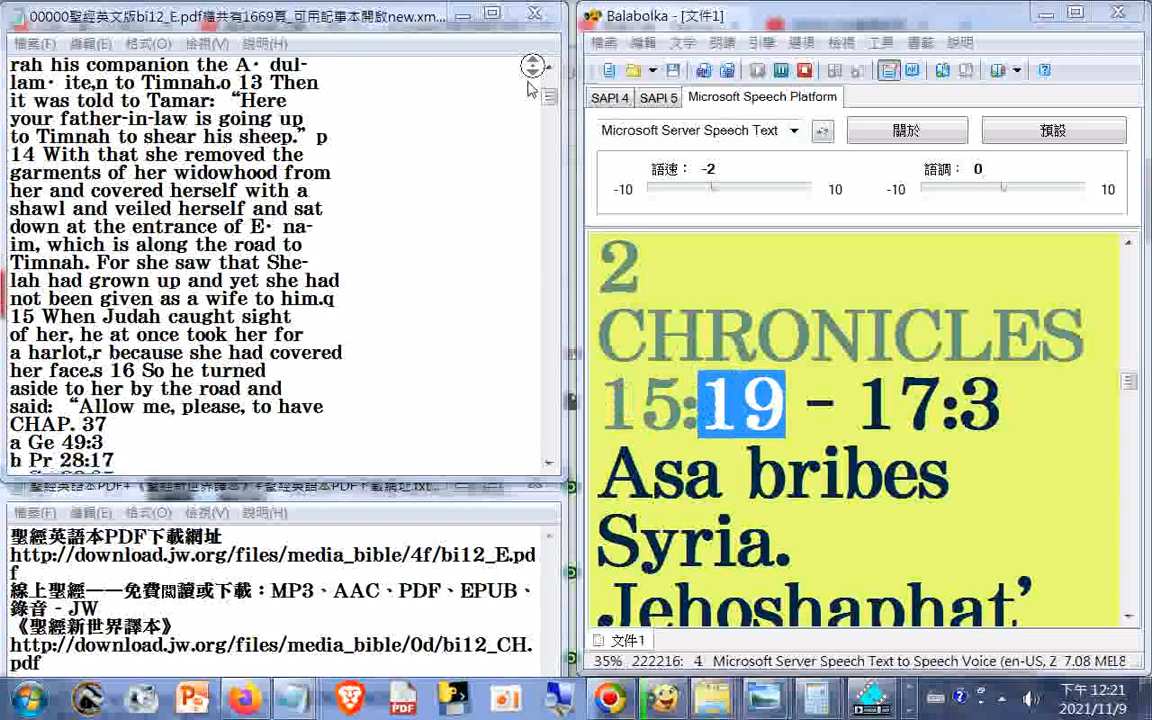 00000聖經英文版bi12_E.pdf檔共有1669頁_可用記事本開啟new.xm...
檔案(F) 編輯(E) 格式(O) 檢視(V) 說明(H)
rah his companion the A· dul-
lam· ite,n to Timnah.o 13 Then
it was told to Tamar: “Here
your father-in-law is going up
to Timnah to shear his sheep.” p
14 With that she removed the
garments of her widowhood from
her and covered herself with a
shawl and veiled herself and sat
down at the entrance of E· na-
im, which is along the road to
Timnah. For she saw that She-
lah had grown up and yet she had
not been given as a wife to him.q
15 When Judah caught sight
of her, he at once took her for
a harlot,r because she had covered
her face.s 16 So he turned
aside to her by the road and
said: “Allow me, please, to have
CHAP. 37
a Ge 49:3
b Pr 28:17
檔案(F) 編輯(E) 格式(O) 檢視(V) 說明(H)
聖經英語本PDF下載網址
http://download.jw.org/files/media_bible/4f/bi12_E.pd
f
線上聖經——免費閱讀或下載：MP3、AAC、PDF、EPUB、
錄音 - JW
《聖經新世界譯本》
http://download.jw.org/files/media_bible/0d/bi12_CH.
pdf
Balabolka - [文件1]
檔案 編輯 文字 朗讀 引擎 選項 檢視 工具 書籤 說明
SAPI 4 SAPI 5 Microsoft Speech Platform
Microsoft Server Speech Text 關於 預設
語速： -2 語調： 0
-10 10 -10 10
2
CHRONICLES
15:19 - 17:3
Asa bribes
Syria.
Jehoshaphat’
文件1
35% 222216: 4 Microsoft Server Speech Text to Speech Voice (en-US, Z 7.08 MB
下午 12:21
2021/11/9